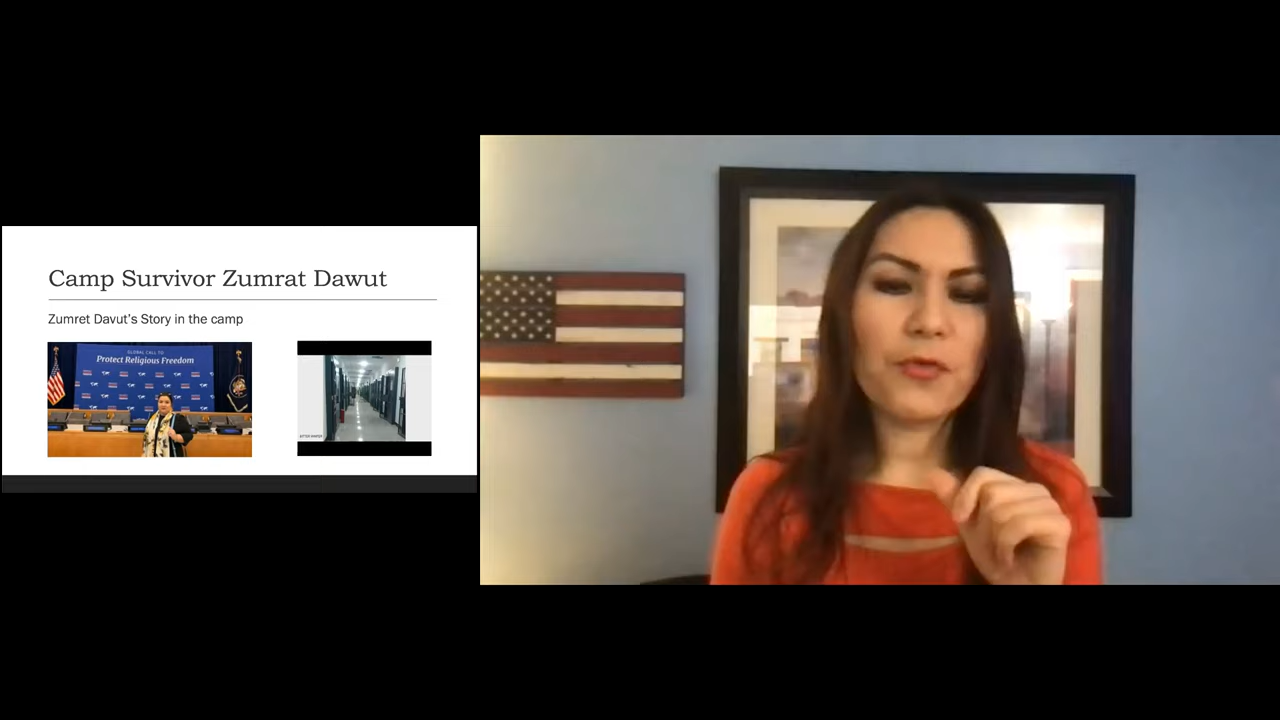 Camp Survivor Zumrat Dawut
Zumret Davut's Story in the camp
GLOBAL CALL TO
Protect Religious Freedom